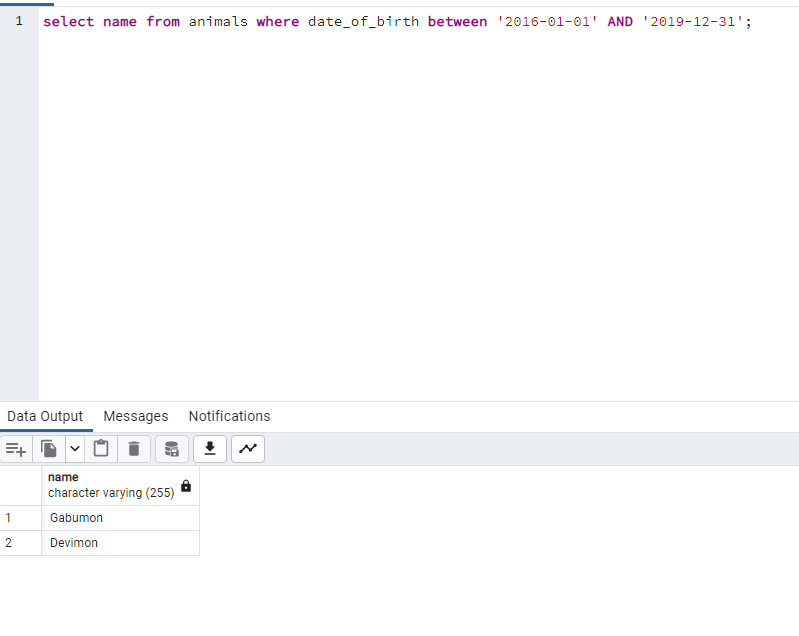 1 select name from animals where date_of_birth between '2016-01-01' AND '2019-12-31';
Data Output Messages Notifications
name
character varying (255)
1 Gabumon
2 Devimon